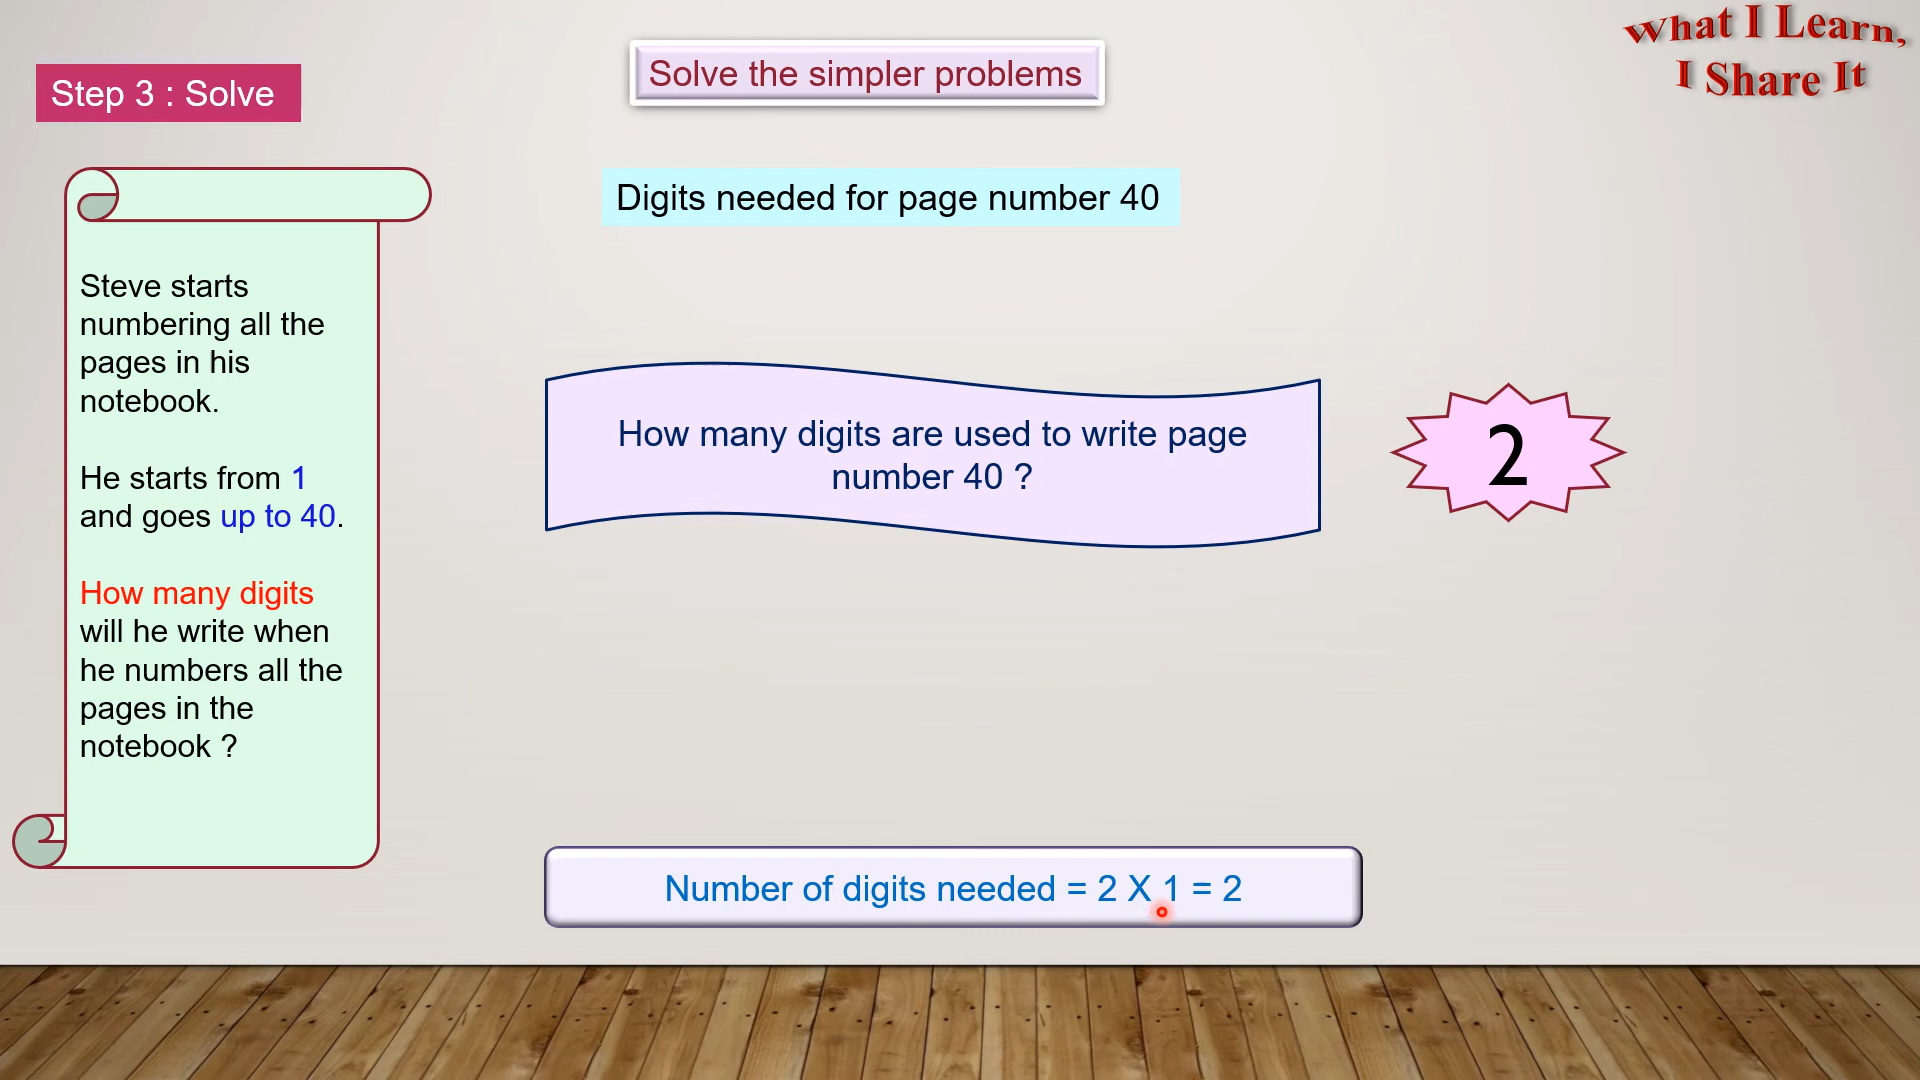 What I Learn,
I Share It
Step 3 : Solve
Solve the simpler problems
Digits needed for page number 40
Steve starts
numbering all the
pages in his
notebook.
He starts from 1
and goes up to 40.
How many digits
will he write when
he numbers all the
pages in the
notebook ?
How many digits are used to write page
number 40 ?
2
Number of digits needed = 2 X 1 = 2